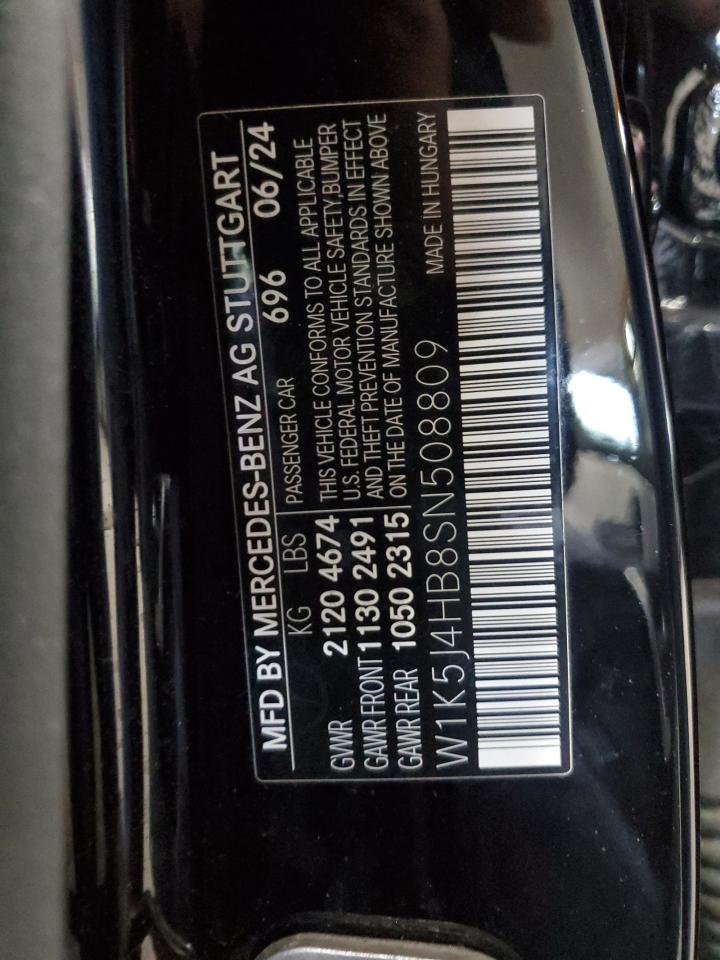 MFD BY MERCEDES-BENZ AG STUTTGART
KG LBS PASSENGER CAR 696 06/24
GVWR 2120 4674 THIS VEHICLE CONFORMS TO ALL APPLICABLE
GAWR FRONT 1130 2491 U.S. FEDERAL MOTOR VEHICLE SAFETY,BUMPER
AND THEFT PREVENTION STANDARDS IN EFFECT
GAWR REAR 1050 2315 ON THE DATE OF MANUFACTURE SHOWN ABOVE
W1K5J4HB8SN508809 MADE IN HUNGARY